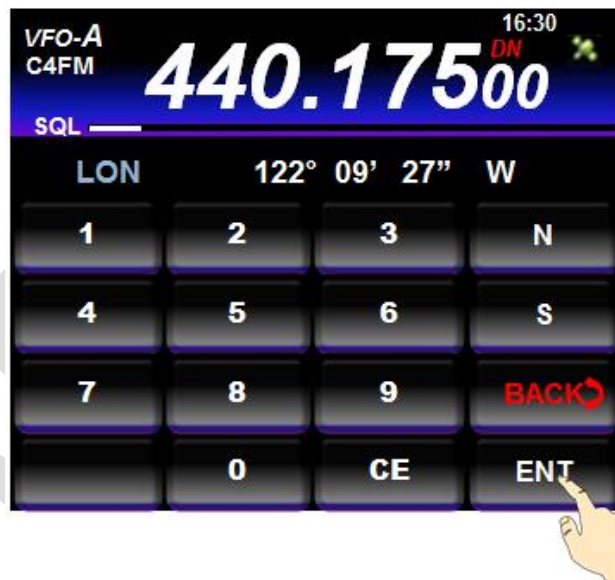 16:30
VFO-A
DN
C4FM
440.17500
SQL
LON 122° 09’ 27” W
1 2 3 N
4 5 6 S
7 8 9 BACK
0 CE ENT